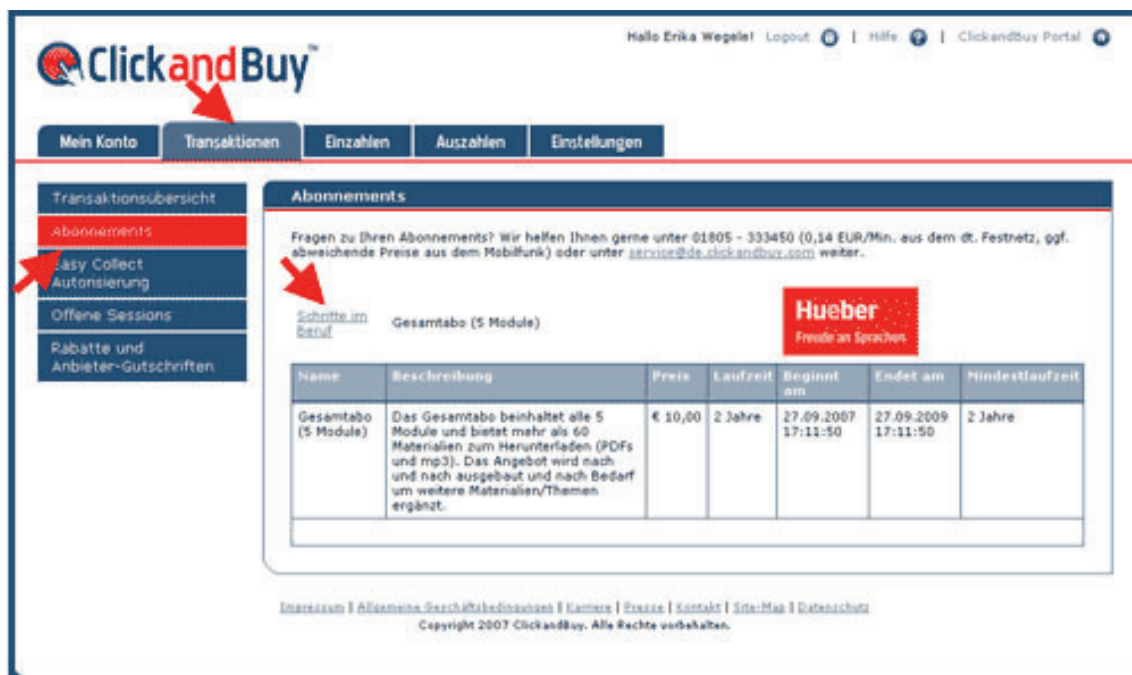 Hallo Erika Wegele! Logout | Hilfe | ClickandBuy Portal
ClickandBuy™
Mein Konto Transaktionen Einzahlen Auszahlen Einstellungen
Transaktionsübersicht
Abonnements
Easy Collect
Autorisierung
Offene Sessions
Rabatte und
Anbieter-Gutschriften
Abonnements
Fragen zu Ihren Abonnements? Wir helfen Ihnen gerne unter 01805 - 333450 (0,14 EUR/Min. aus dem dt. Festnetz, ggf.
abweichende Preise aus dem Mobilfunk) oder unter service@de.clickandbuy.com weiter.
Schritte im
Beruf
Gesamtabo (5 Module)
Hueber
Freude an Sprachen
Name Beschreibung Preis Laufzeit Beginnt am Endet am Mindestlaufzeit
Gesamtabo
(5 Module)
Das Gesamtabo beinhaltet alle 5
Module und bietet mehr als 60
Materialien zum Herunterladen (PDFs
und mp3). Das Angebot wird nach
und nach ausgebaut und nach Bedarf
um weitere Materialien/Themen
ergänzt.
€ 10,00
2 Jahre
27.09.2007
17:11:50
27.09.2009
17:11:50
2 Jahre
Impressum | Allgemeine Geschäftsbedingungen | Karriere | Presse | Kontakt | Site-Map | Datenschutz
Copyright 2007 ClickandBuy. Alle Rechte vorbehalten.